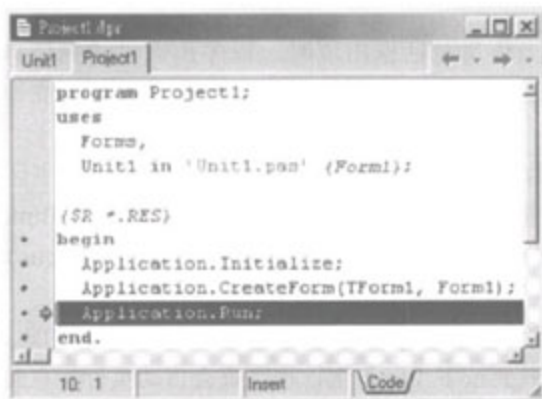 Project1.dpr
Unit1 Project1
program Project1;
uses
Forms,
Unit1 in 'Unit1.pas' {Form1};
{$R *.RES}
begin
Application.Initialize;
Application.CreateForm(TForm1, Form1);
Application.Run;
end.
10: 1 Insert Code